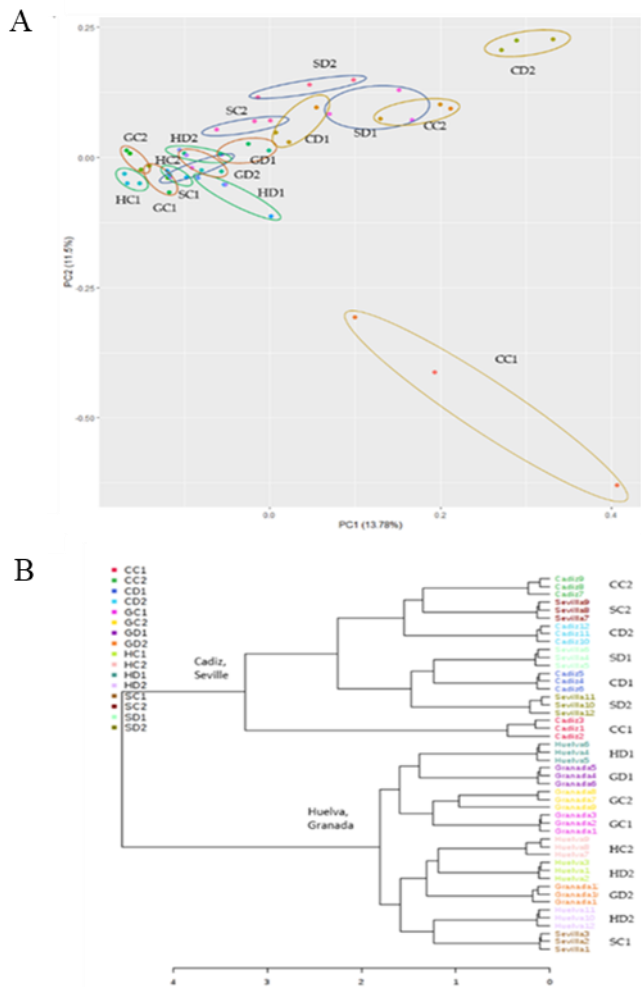 A
0.25
0.00
-0.25
-0.50
PC2 (11.5%)
SD2
CD2
SC2
GC2
HD2
CD1
SD1
CC2
HC2
GD1
GD2
HC1
SC1
HD1
GC1
CC1
0.0
0.2
0.4
PC1 (13.78%)
B
CC1
CC2
CD1
CD2
GC1
GC2
GD1
GD2
HC1
HC2
HD1
HD2
SC1
SC2
SD1
SD2
Cadiz,
Seville
Huelva,
Granada
Cadiz9
Cadiz8
Cadiz7
CC2
Sevilla9
Sevilla8
Sevilla7
SC2
Cadiz12
Cadiz11
Cadiz10
CD2
SD1
Cadiz5
Cadiz4
Cadiz6
CD1
Sevilla11
Sevilla10
Sevilla12
SD2
Cadiz3
Cadiz1
Cadiz2
CC1
Huelva6
Huelva4
Huelva5
HD1
Granada5
Granada4
Granada6
GD1
GC2
Granada3
Granada2
Granada1
GC1
HC2
Huelva3
Huelva1
Huelva2
HD2
GD2
Huelva11
Huelva10
Huelva12
HD2
Sevilla3
Sevilla2
Sevilla1
SC1
4
3
2
1
0